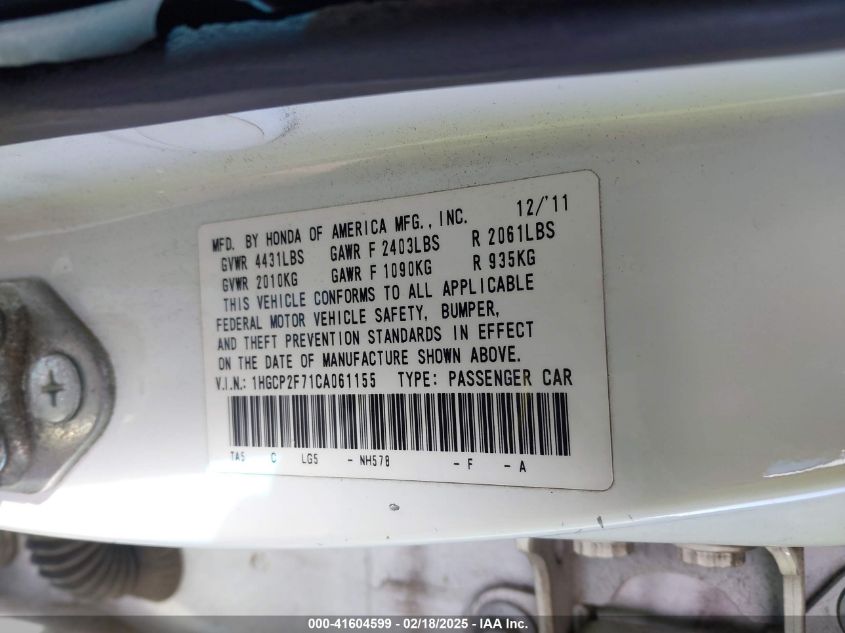 MFD. BY HONDA OF AMERICA MFG., INC. 12/'11
GVWR 4431LBS GAWR F 2403LBS R 2061LBS
GVWR 2010KG GAWR F 1090KG R 935KG
THIS VEHICLE CONFORMS TO ALL APPLICABLE
FEDERAL MOTOR VEHICLE SAFETY, BUMPER,
AND THEFT PREVENTION STANDARDS IN EFFECT
ON THE DATE OF MANUFACTURE SHOWN ABOVE.
V.I.N.: 1HGCP2F71CA061155 TYPE: PASSENGER CAR
TA5 C LG5 - NH578 - F - A
000-41604599 - 02/18/2025 - IAA Inc.